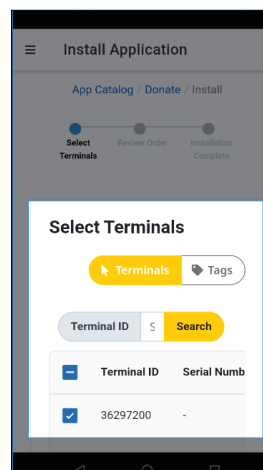 Install Application
App Catalog / Donate / Install
Select Terminals
Review Order
Installation Complete
Select Terminals
Terminals
Tags
Terminal ID
S
Search
Terminal ID Serial Numb
36297200 -